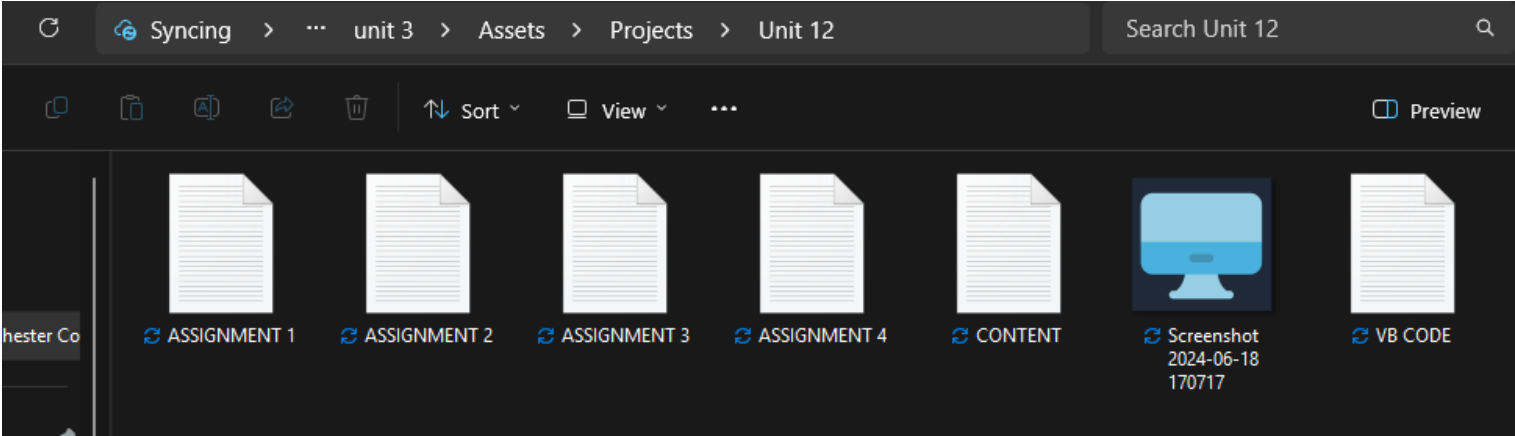 Syncing > ... unit 3 > Assets > Projects > Unit 12
Search Unit 12
Sort
View
...
Preview
hester Co
ASSIGNMENT 1
ASSIGNMENT 2
ASSIGNMENT 3
ASSIGNMENT 4
CONTENT
Screenshot
2024-06-18
170717
VB CODE